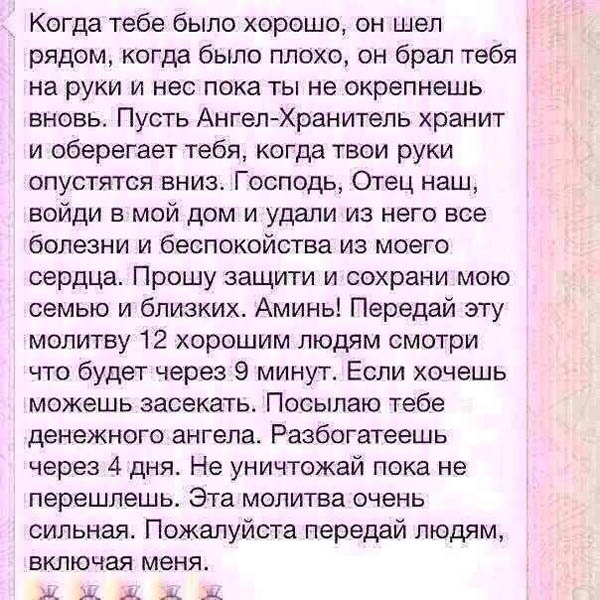 Когда тебе было хорошо, он шел
рядом, когда было плохо, он брал тебя
на руки и нес пока ты не окрепнешь
вновь. Пусть Ангел-Хранитель хранит
и оберегает тебя, когда твои руки
опустятся вниз. Господь, Отец наш,
войди в мой дом и удали из него все
болезни и беспокойства из моего
сердца. Прошу защити и сохрани мою
семью и близких. Аминь! Передай эту
молитву 12 хорошим людям смотри
что будет через 9 минут. Если хочешь
можешь засекать. Посылаю тебе
денежного ангела. Разбогатеешь
через 4 дня. Не уничтожай пока не
перешлешь. Эта молитва очень
сильная. Пожалуйста передай людям,
включая меня.